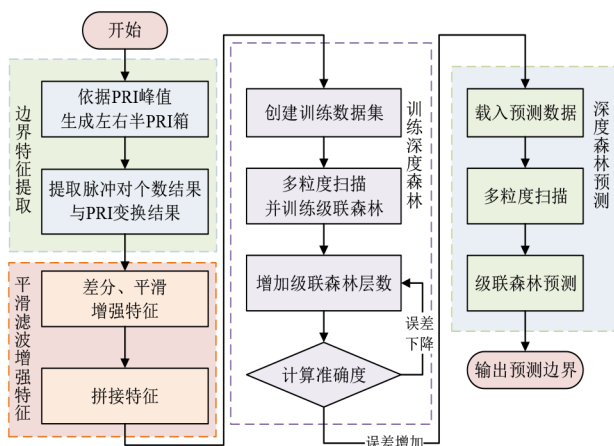 开始
边界特征提取
依据PRI峰值
生成左右半PRI箱
提取脉冲对个数结果
与PRI变换结果
平滑滤波增强特征
差分、平滑
增强特征
拼接特征
训练深度森林
创建训练数据集
多粒度扫描
并训练级联森林
增加级联森林层数
误差
下降
计算准确度
误差增加
深度森林预测
载入预测数据
多粒度扫描
级联森林预测
输出预测边界